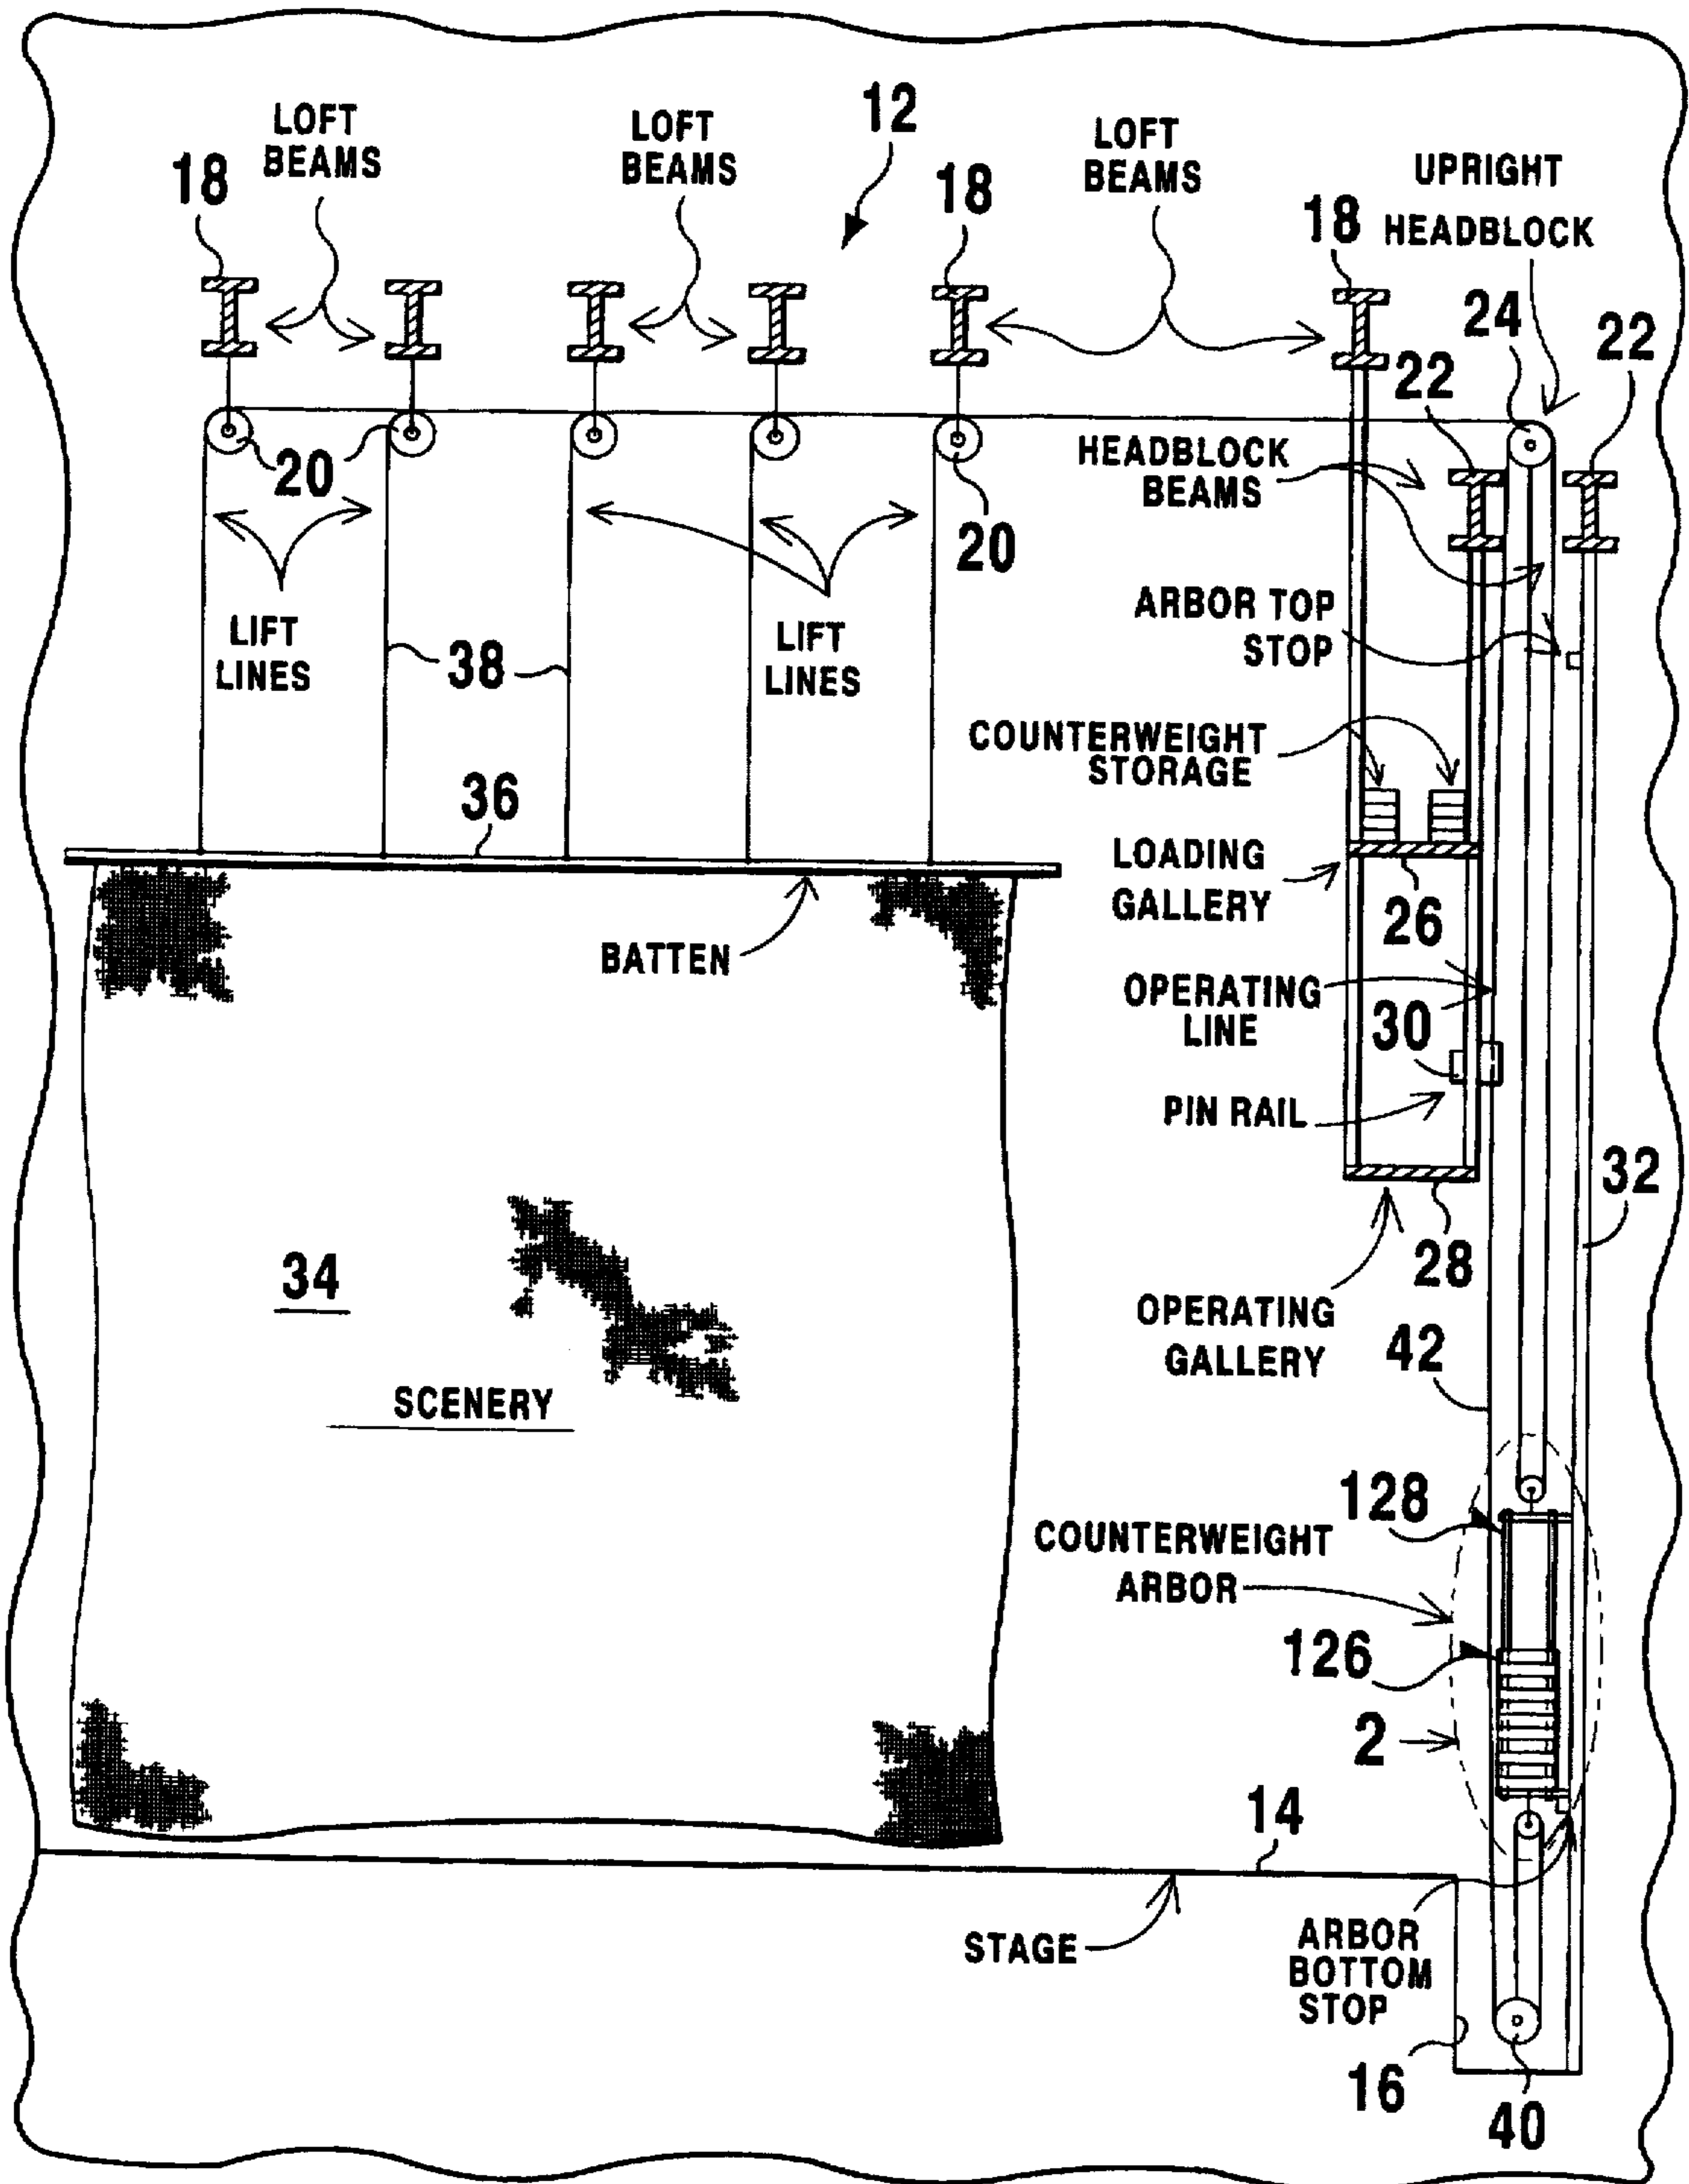 12
LOFT
BEAMS
LOFT
BEAMS
LOFT
BEAMS
UPRIGHT
HEADBLOCK
18
18
18
24
22
22
20
20
HEADBLOCK
BEAMS
LIFT
LINES
38
LIFT
LINES
ARBOR TOP
STOP
COUNTERWEIGHT
STORAGE
36
LOADING
GALLERY
26
BATTEN
OPERATING
LINE
30
PIN RAIL
32
28
34
OPERATING
GALLERY
42
SCENERY
128
COUNTERWEIGHT
ARBOR
126
2
14
STAGE
ARBOR
BOTTOM
STOP
16
40